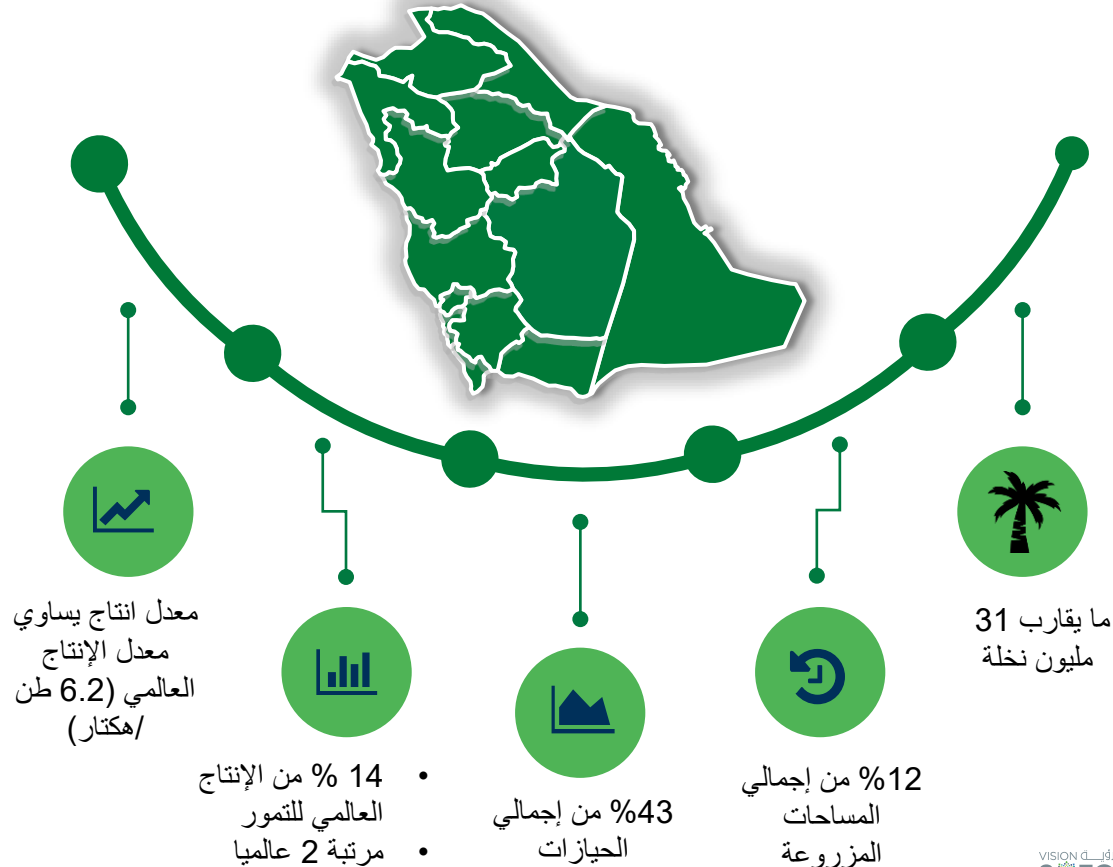 ما يقارب 31
مليون نخلة
%12 من إجمالي
المساحات
المزروعة
%43 من إجمالي
الحيازات
• 14 % من الإنتاج
العالمي للتمور
• مرتبة 2 عالميا
معدل انتاج يساوي
معدل الإنتاج
العالمي (6.2 طن
/هكتار)
VISION